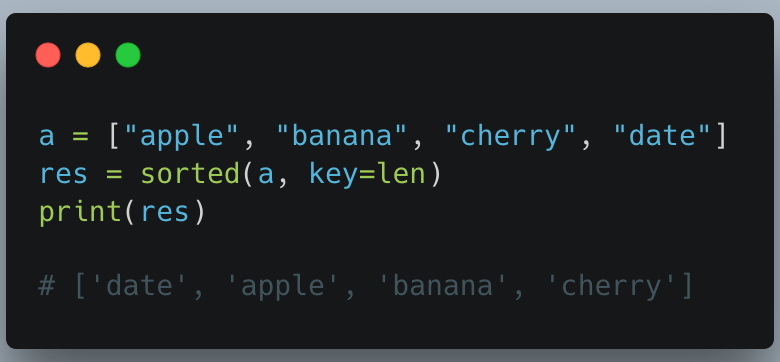 a = ["apple", "banana", "cherry", "date"]
res = sorted(a, key=len)
print(res)
# ['date', 'apple', 'banana', 'cherry']